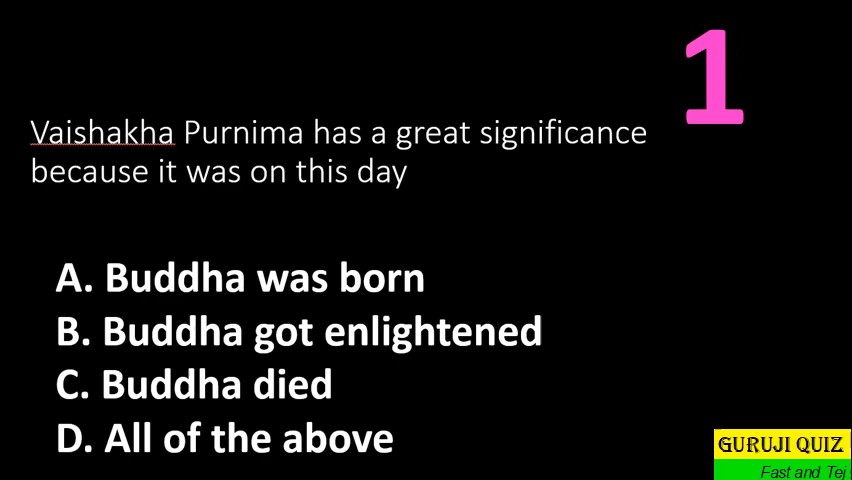 1
Vaishakha Purnima has a great significance
because it was on this day
A. Buddha was born
B. Buddha got enlightened
C. Buddha died
D. All of the above
GURUJI QUIZ
Fast and Tej